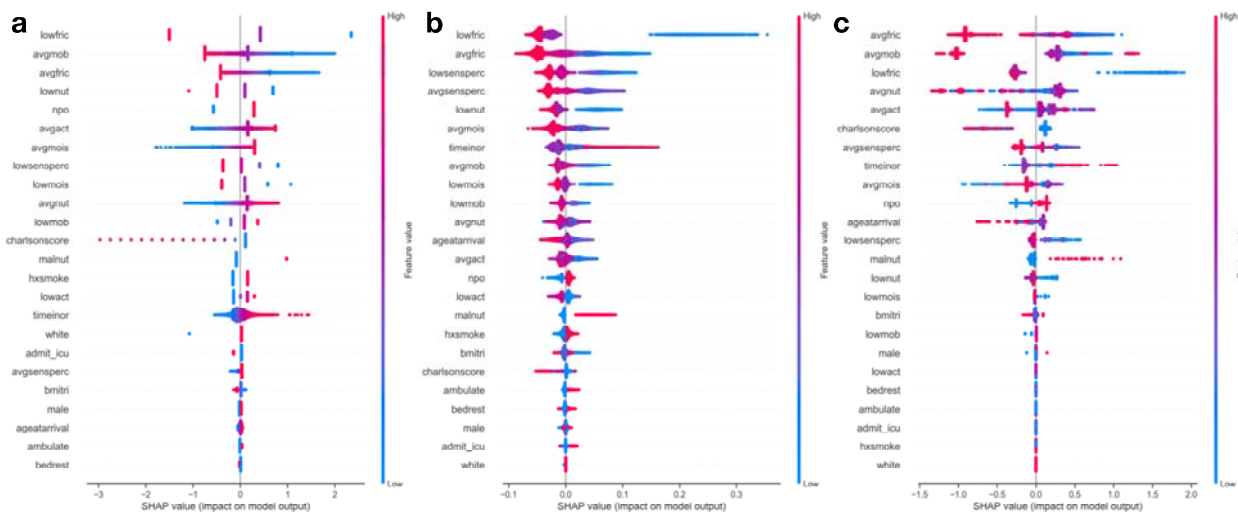 a
High
lowfric
avgmob
avgfric
lownut
npo
avgact
avgmois
lowsensperc
lowmois
avgnut
lowmob
charlsonscore
malnut
hxsmoke
lowact
timeinor
white
admit_icu
avgsensperc
bmitri
male
ageatarrival
ambulate
bedrest
Feature value
Low
−3 −2 −1 0 1 2
SHAP value (impact on model output)
b
High
lowfric
avgfric
lowsensperc
avgsensperc
lownut
avgmois
timeinor
avgmob
lowmois
lowmob
avgnut
ageatarrival
avgact
npo
lowact
malnut
hxsmoke
bmitri
charlsonscore
ambulate
bedrest
male
admit_icu
white
Feature value
Low
−0.1 0.0 0.1 0.2 0.3
SHAP value (impact on model output)
c
High
avgfric
avgmob
lowfric
avgnut
avgact
charlsonscore
avgsensperc
timeinor
avgmois
npo
ageatarrival
lowsensperc
malnut
lownut
lowmois
bmitri
lowmob
male
lowact
bedrest
ambulate
admit_icu
hxsmoke
white
Low
−1.5 −1.0 −0.5 0.0 0.5 1.0 1.5 2.0
SHAP value (impact on model output)